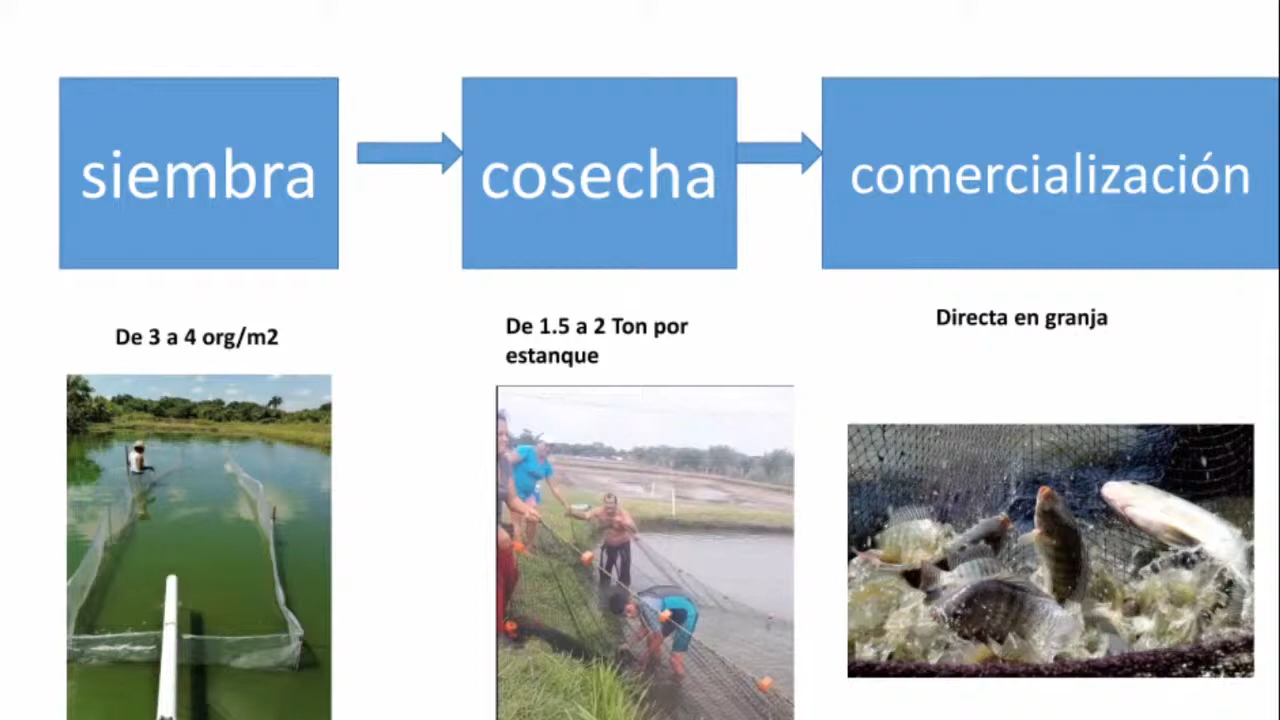 siembra
cosecha
comercialización
De 3 a 4 org/m2
De 1.5 a 2 Ton por
estanque
Directa en granja